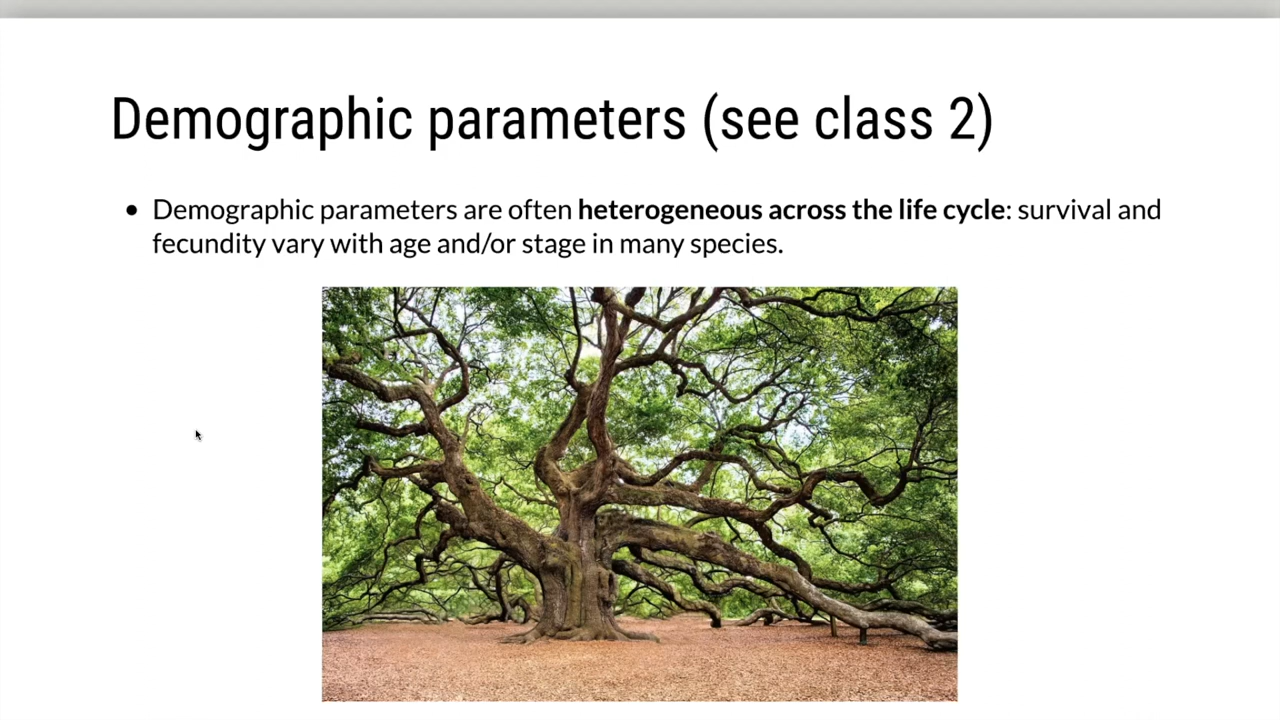 Demographic parameters (see class 2)
• Demographic parameters are often heterogeneous across the life cycle: survival and
fecundity vary with age and/or stage in many species.